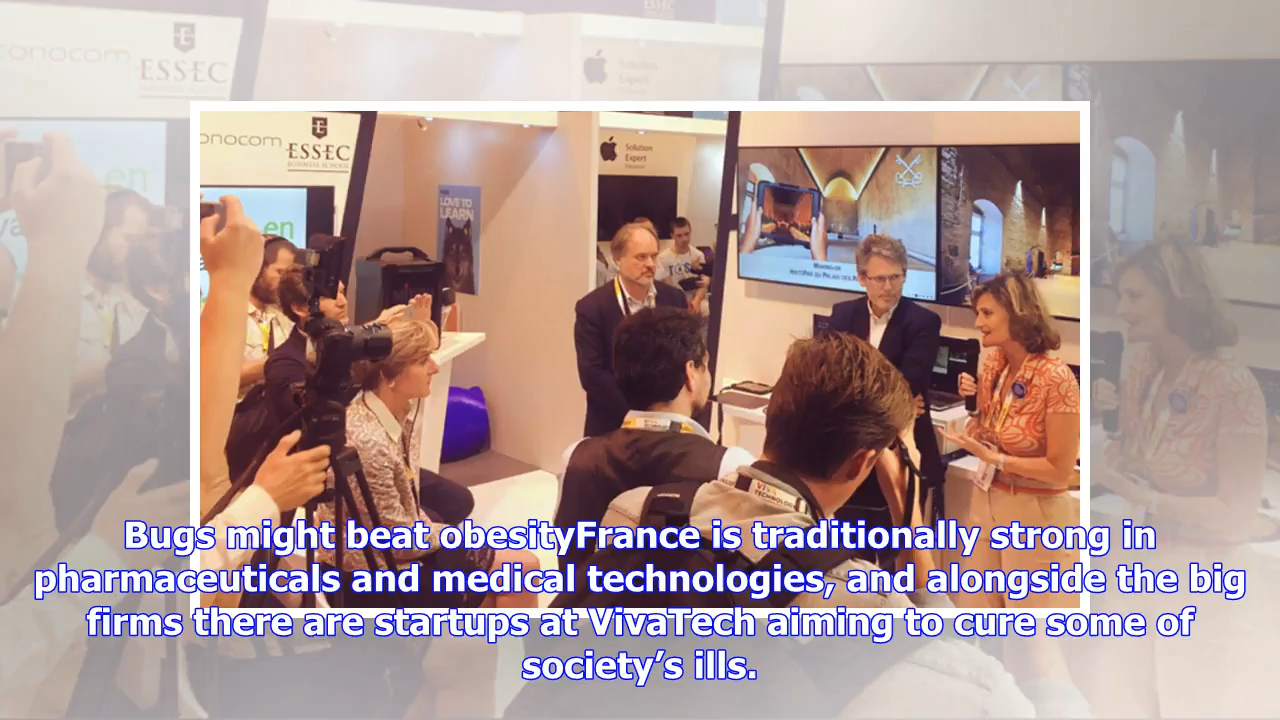 onocom
ESSEC
BUSINESS SCHOOL
en
LOVE TO
LEARN
Solution
Expert
VIVA
TECHNOLOGY
Bugs might beat obesityFrance is traditionally strong in
pharmaceuticals and medical technologies, and alongside the big
firms there are startups at VivaTech aiming to cure some of
society’s ills.